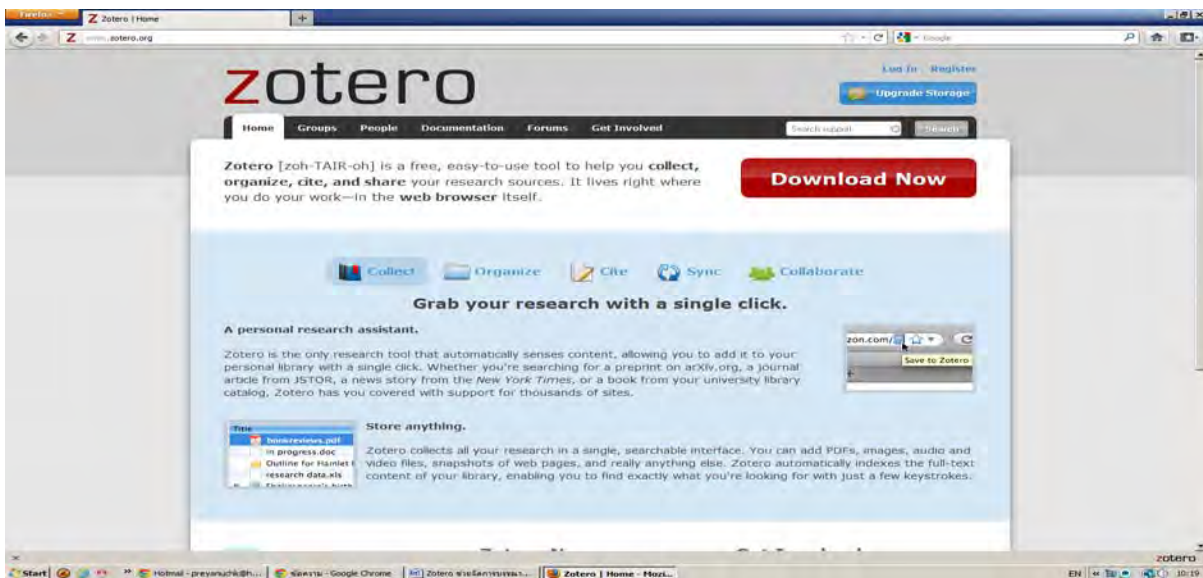 Firefox
Zotero | Home
zotero.org
Google
zotero
Log In Register
Upgrade Storage
Home Groups People Documentation Forums Get Involved
Search support Search
Zotero [zoh-TAIR-oh] is a free, easy-to-use tool to help you collect,
organize, cite, and share your research sources. It lives right where
you do your work—in the web browser itself.
Download Now
Collect Organize Cite Sync Collaborate
Grab your research with a single click.
A personal research assistant.
Zotero is the only research tool that automatically senses content, allowing you to add it to your
personal library with a single click. Whether you're searching for a preprint on arXiv.org, a journal
article from JSTOR, a news story from the New York Times, or a book from your university library
catalog, Zotero has you covered with support for thousands of sites.
zon.com/
Save to Zotero
Title
bookreviews.pdf
in progress.doc
Outline for Hamlet
research data.xls
Store anything.
Zotero collects all your research in a single, searchable interface. You can add PDFs, images, audio and
video files, snapshots of web pages, and really anything else. Zotero automatically indexes the full-text
content of your library, enabling you to find exactly what you're looking for with just a few keystrokes.
zotero
Start
Hotmail - preyanuchk@h...
- Google Chrome
Zotero
Zotero | Home - Mozi...
EN
10:19